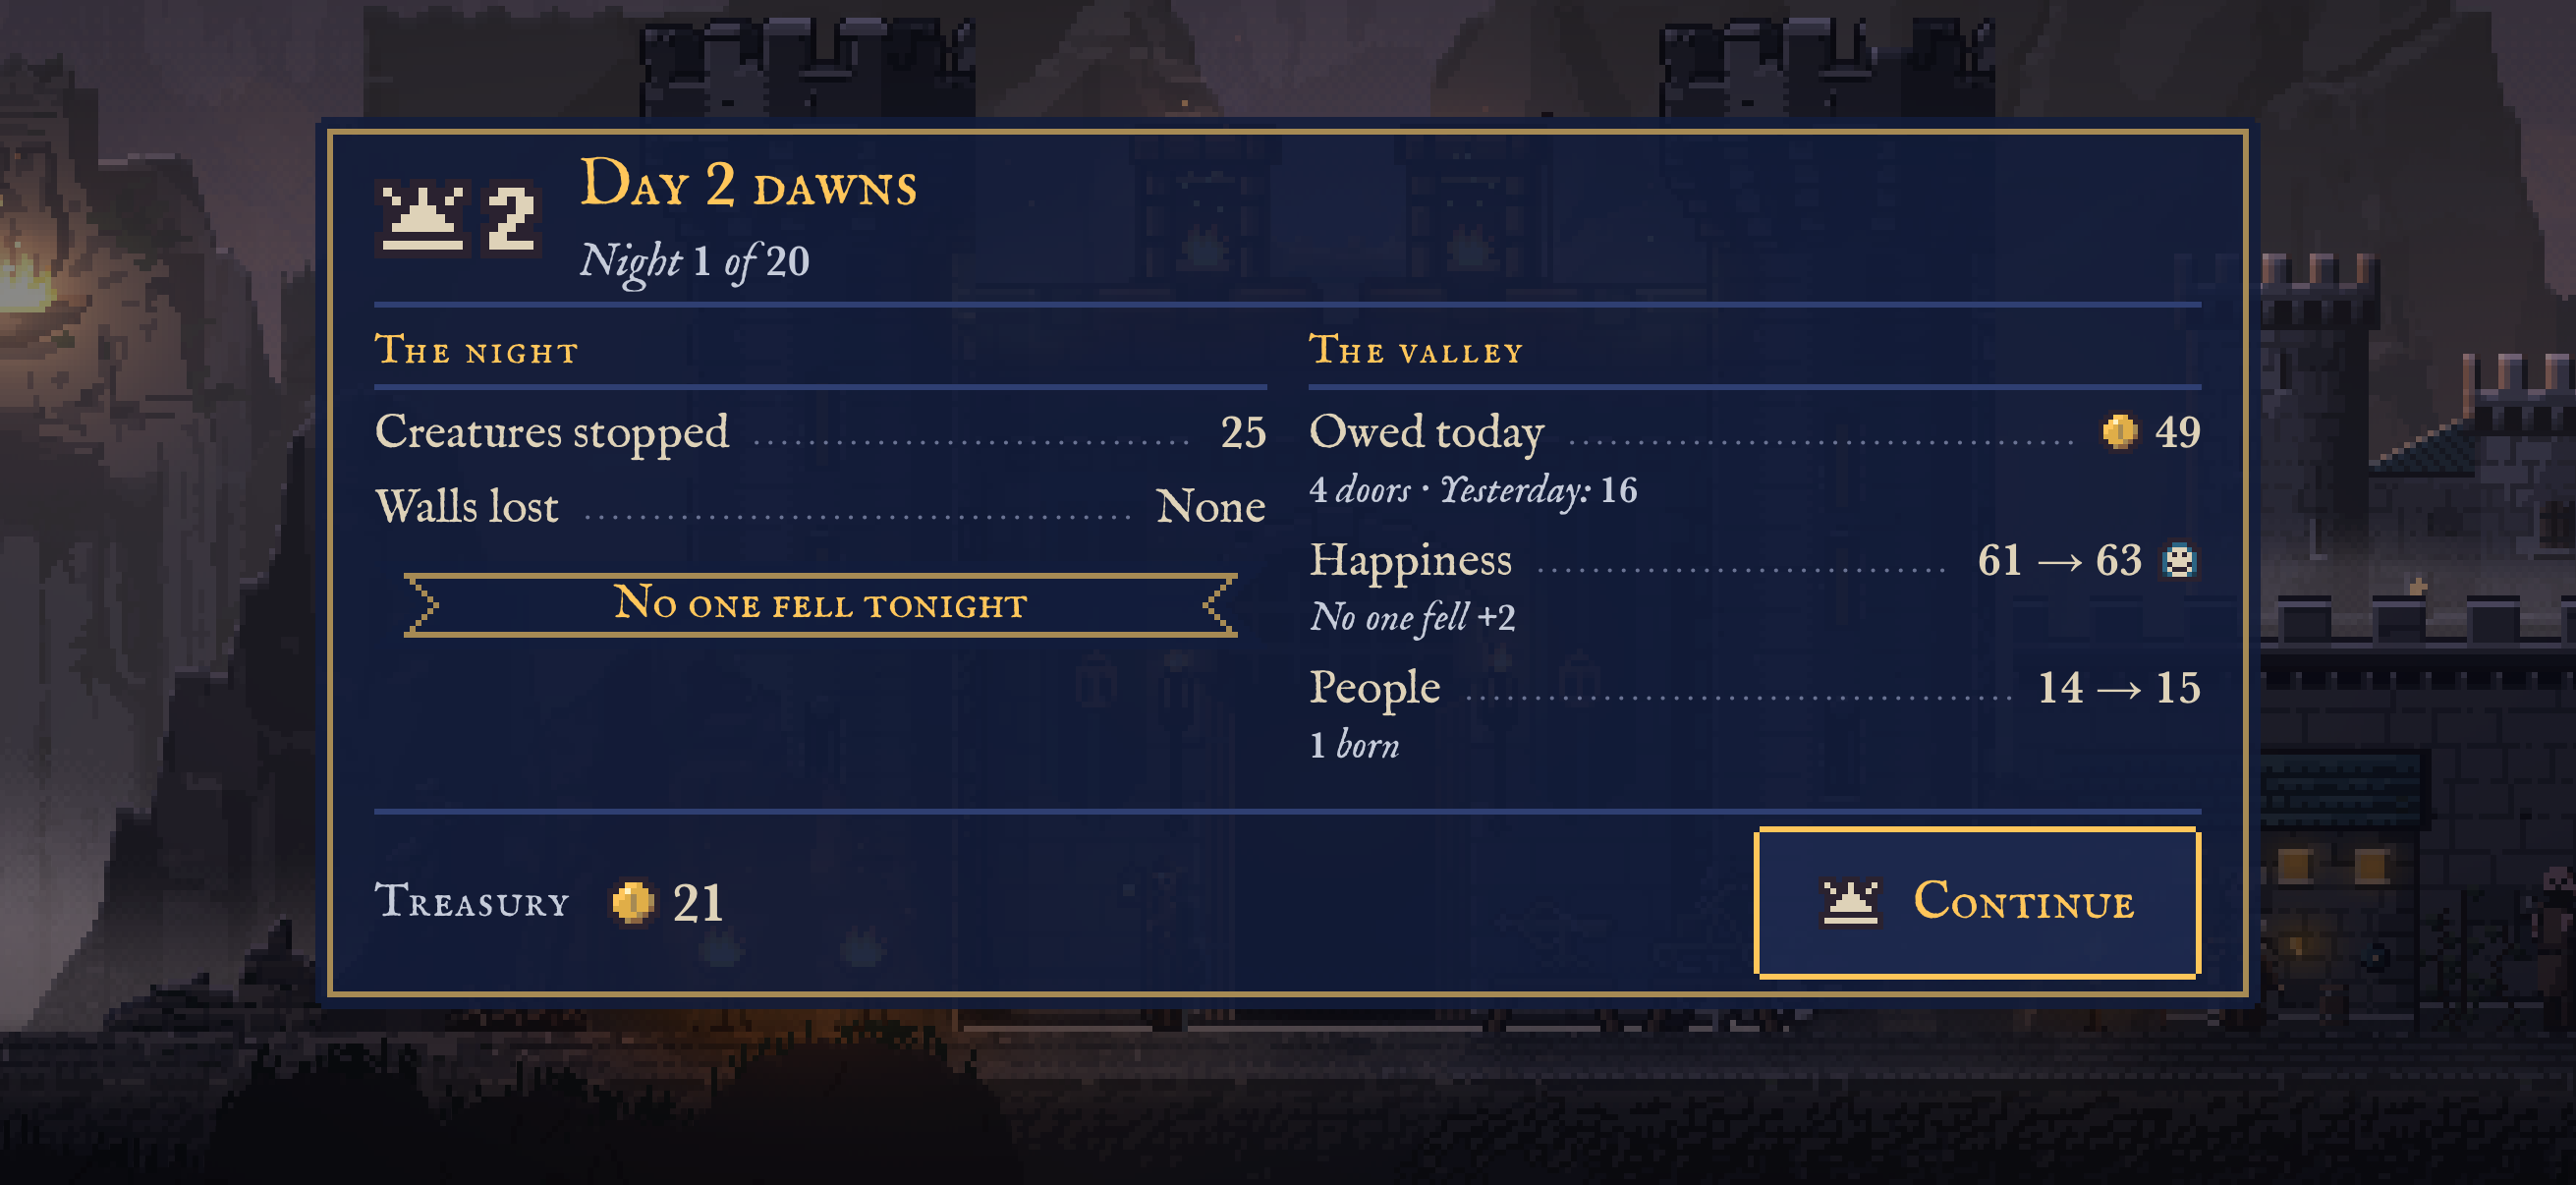 2
Day 2 dawns
Night 1 of 20
The night
Creatures stopped 25
Walls lost None
No one fell tonight
The valley
Owed today 49
4 doors · Yesterday: 16
Happiness 61 → 63
No one fell +2
People 14 → 15
1 born
Treasury 21
Continue